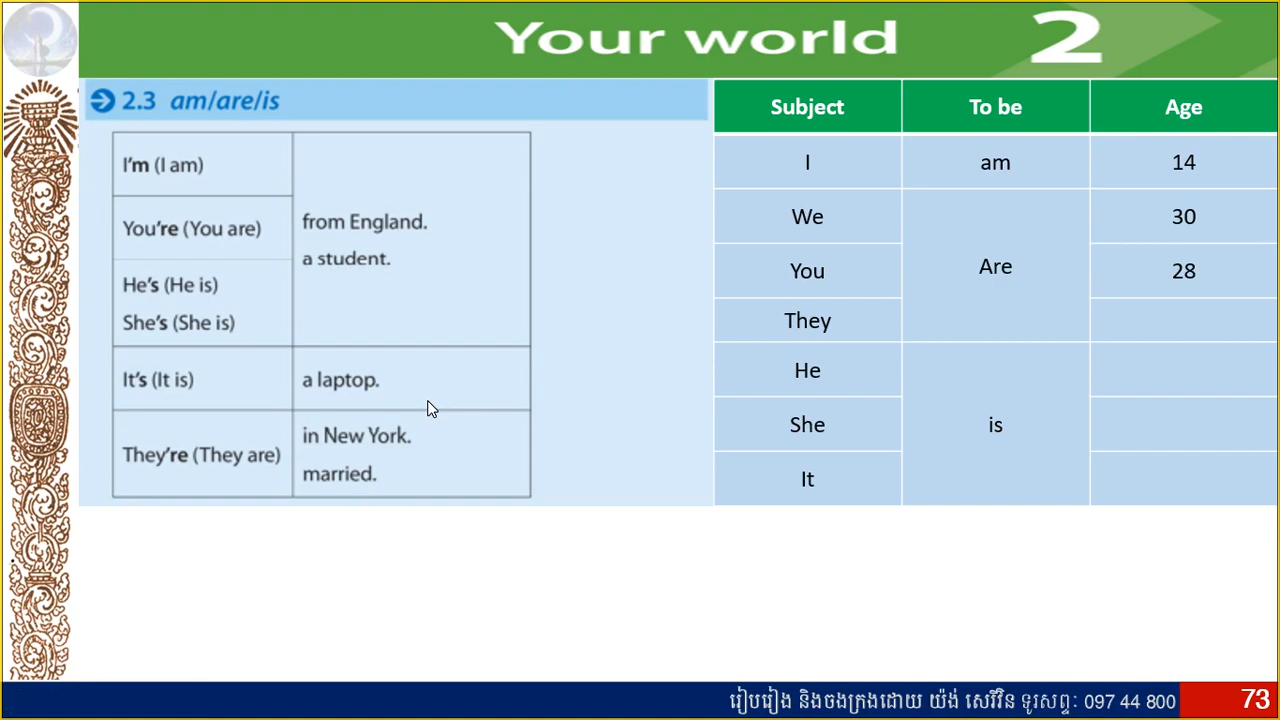 Your world 2
2.3 am/are/is
I'm (I am)
You're (You are)
from England.
a student.
He's (He is)
She's (She is)
It's (It is)
a laptop.
They're (They are)
in New York.
married.
Subject To be Age
I am 14
We 30
Are
You 28
They
He
She is
It
រៀបរៀង និងចងក្រងដោយ យ៉ង់ សេរីវិន ទូរសព្ទៈ 097 44 800
73